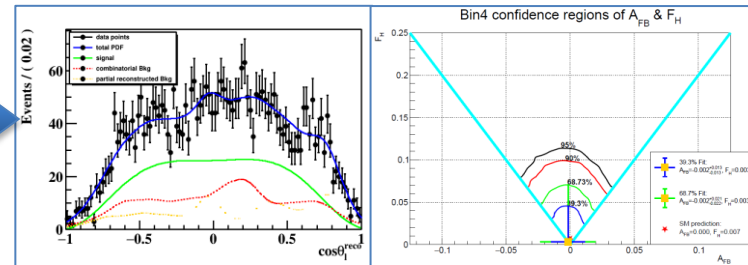 Events / ( 0.02 )
60
40
20
0
data points
total PDF
signal
combinatorial Bkg
partial reconstructed Bkg
−1
−0.5
0
0.5
1
cosθ_l^reco
Bin4 confidence regions of A_FB & F_H
F_H
0.25
0.2
0.15
0.1
0.05
0
95%
90%
68.73%
39.3%
39.3% Fit:
68.7% Fit:
SM prediction:
A_FB=0.000, F_H=0.007
−0.1
−0.05
0
0.05
0.1
A_FB